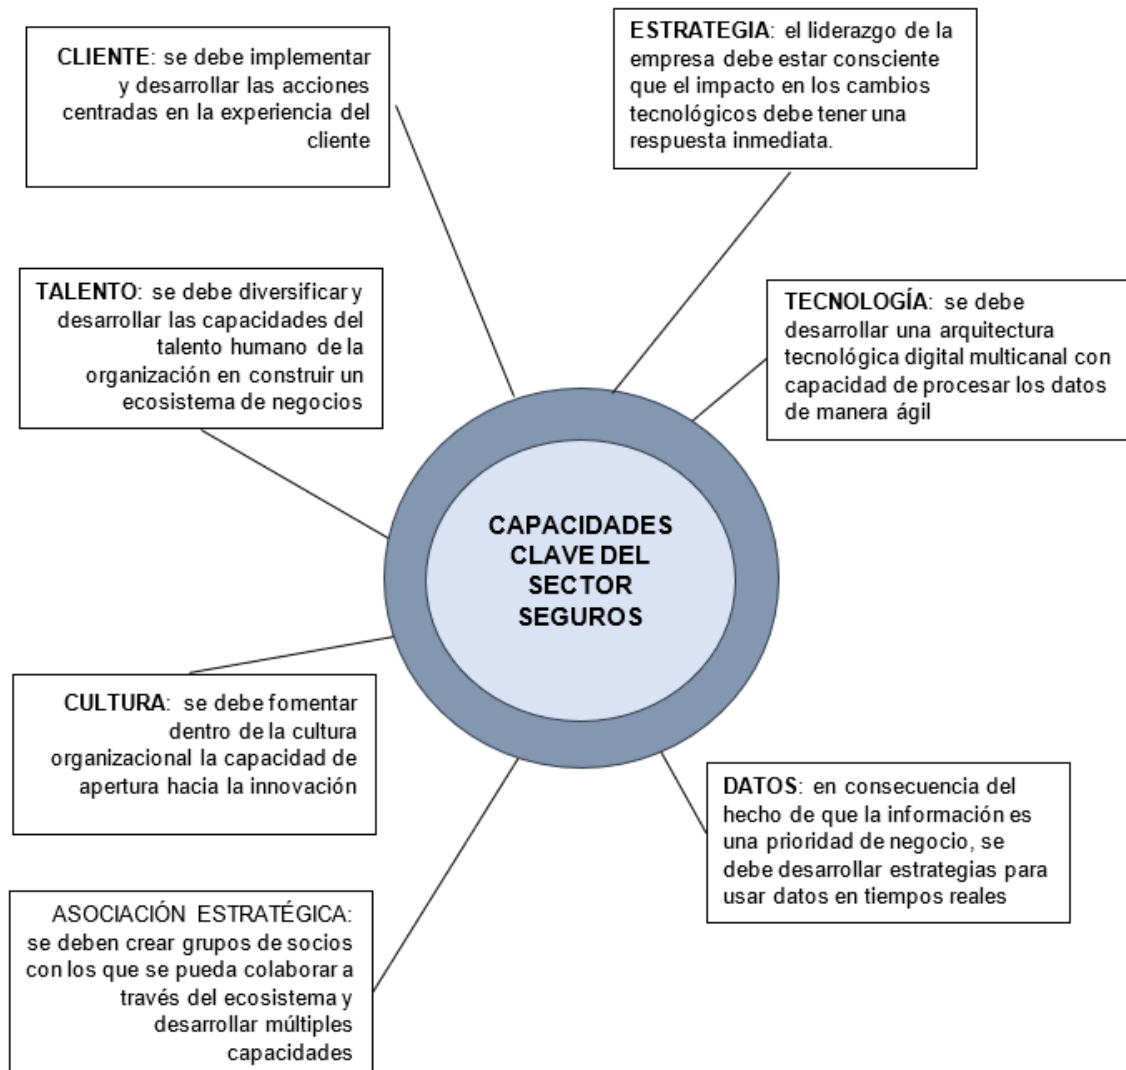 CLIENTE: se debe implementar
y desarrollar las acciones
centradas en la experiencia del
cliente
ESTRATEGIA: el liderazgo de la
empresa debe estar consciente
que el impacto en los cambios
tecnológicos debe tener una
respuesta inmediata.
TALENTO: se debe diversificar y
desarrollar las capacidades del
talento humano de la
organización en construir un
ecosistema de negocios
TECNOLOGÍA: se debe
desarrollar una arquitectura
tecnológica digital multicanal con
capacidad de procesar los datos
de manera ágil
CAPACIDADES
CLAVE DEL
SECTOR
SEGUROS
CULTURA: se debe fomentar
dentro de la cultura
organizacional la capacidad de
apertura hacia la innovación
DATOS: en consecuencia del
hecho de que la información es
una prioridad de negocio, se
debe desarrollar estrategias para
usar datos en tiempos reales
ASOCIACIÓN ESTRATÉGICA:
se deben crear grupos de socios
con los que se pueda colaborar a
través del ecosistema y
desarrollar múltiples
capacidades